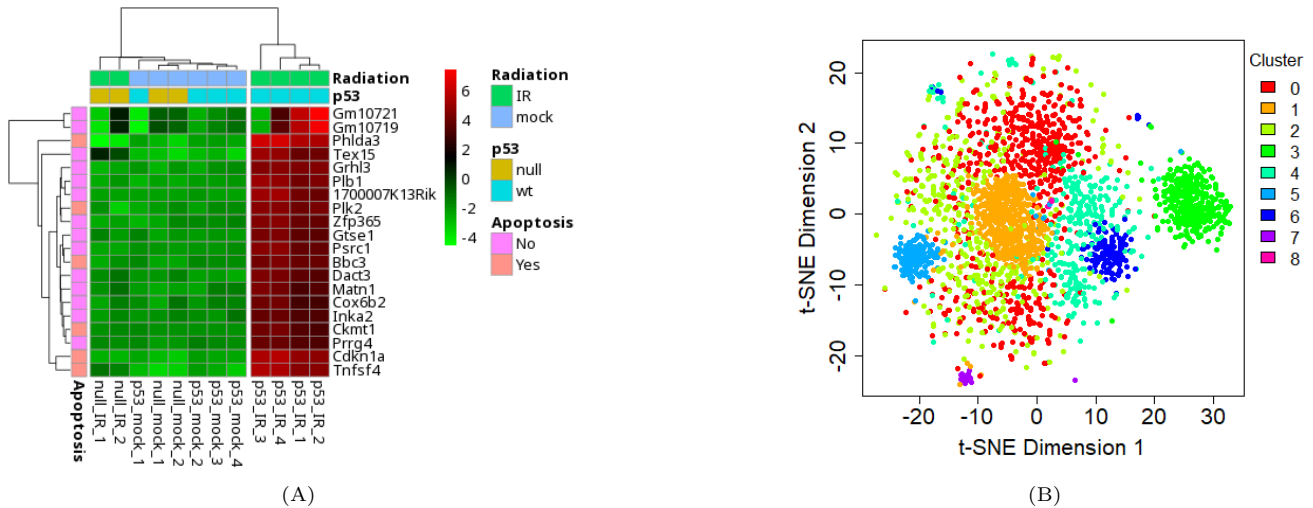 Radiation
p53
Gm10721
Gm10719
Phlda3
Tex15
Grhl3
Plb1
1700007K13Rik
Plk2
Zfp365
Gtse1
Psrc1
Bbc3
Dact3
Matn1
Cox6b2
Inka2
Ckmt1
Prrg4
Cdkn1a
Tnfsf4
Apoptosis
null_IR_1
null_IR_2
p53_mock_1
null_mock_1
null_mock_2
p53_mock_2
p53_mock_3
p53_mock_4
p53_IR_3
p53_IR_4
p53_IR_1
p53_IR_2
6
4
2
0
-2
-4
Radiation
IR
mock
p53
null
wt
Apoptosis
No
Yes
(A)
t-SNE Dimension 2
20
10
0
-10
-20
-20
-10
0
10
20
30
t-SNE Dimension 1
Cluster
0
1
2
3
4
5
6
7
8
(B)